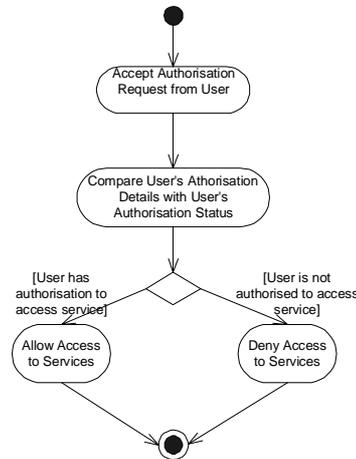 Accept Authorisation
Request from User
Compare User's Athorisation
Details with User's
Authorisation Status
[User has
authorisation to
access service]
[User is not
authorised to access
service]
Allow Access
to Services
Deny Access
to Services